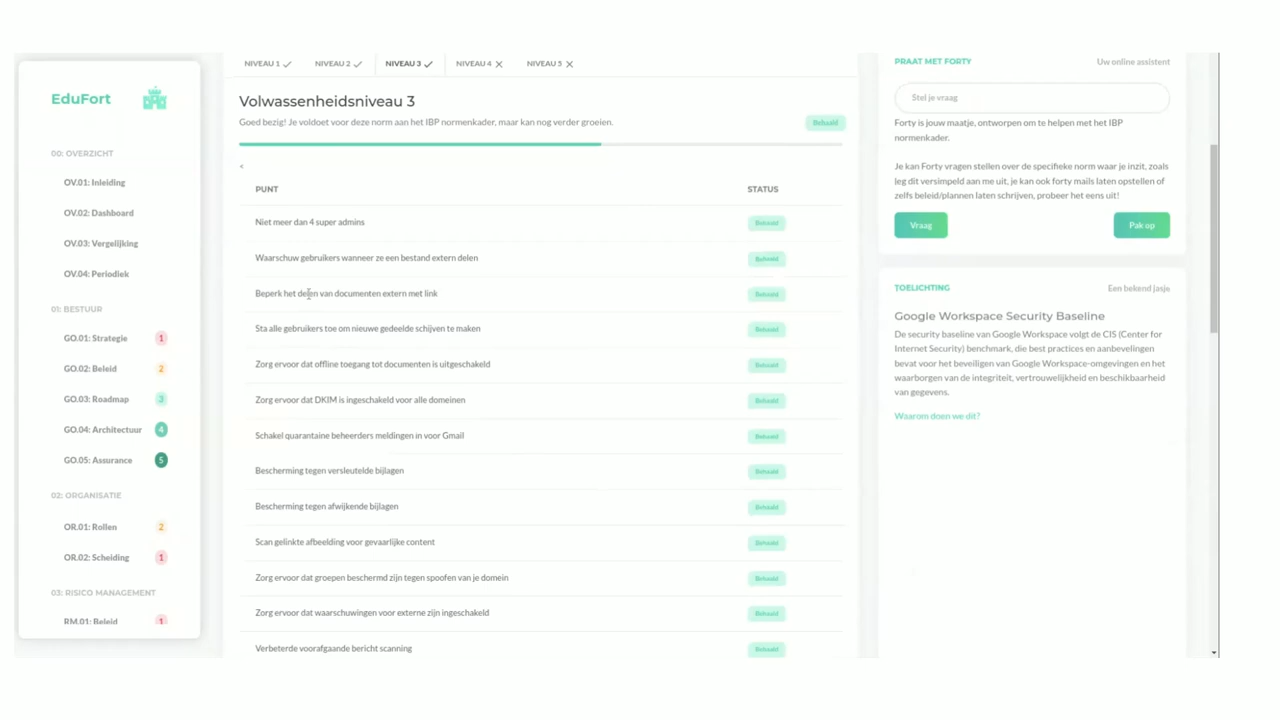 EduFort
00: OVERZICHT
OV.01: Inleiding
OV.02: Dashboard
OV.03: Vergelijking
OV.04: Periodiek
01: BESTUUR
GO.01: Strategie 1
GO.02: Beleid 2
GO.03: Roadmap 3
GO.04: Architectuur 4
GO.05: Assurance 5
02: ORGANISATIE
OR.01: Rollen 2
OR.02: Scheiding 1
03: RISICO MANAGEMENT
RM.01: Beleid 1
NIVEAU 1 NIVEAU 2 NIVEAU 3 NIVEAU 4 NIVEAU 5
Volwassenheidsniveau 3
Goed bezig! Je voldoet voor deze norm aan het IBP normenkader, maar kan nog verder groeien. Behaald
<
PUNT STATUS
Niet meer dan 4 super admins Behaald
Waarschuw gebruikers wanneer ze een bestand extern delen Behaald
Beperk het delen van documenten extern met link Behaald
Sta alle gebruikers toe om nieuwe gedeelde schijven te maken Behaald
Zorg ervoor dat offline toegang tot documenten is uitgeschakeld Behaald
Zorg ervoor dat DKIM is ingeschakeld voor alle domeinen Behaald
Schakel quarantaine beheerders meldingen in voor Gmail Behaald
Bescherming tegen versleutelde bijlagen Behaald
Bescherming tegen afwijkende bijlagen Behaald
Scan gelinkte afbeelding voor gevaarlijke content Behaald
Zorg ervoor dat groepen beschermd zijn tegen spoofen van je domein Behaald
Zorg ervoor dat waarschuwingen voor externe zijn ingeschakeld Behaald
Verbeterde voorafgaande bericht scanning Behaald
PRAAT MET FORTY Uw online assistent
Stel je vraag
Forty is jouw maatje, ontworpen om te helpen met het IBP
normenkader.
Je kan Forty vragen stellen over de specifieke norm waar je inzit, zoals
leg dit versimpeld aan me uit, je kan ook forty mails laten opstellen of
zelfs beleid/plannen laten schrijven, probeer het eens uit!
Vraag Pak op
TOELICHTING Een bekend jasje
Google Workspace Security Baseline
De security baseline van Google Workspace volgt de CIS (Center for
Internet Security) benchmark, die best practices en aanbevelingen
bevat voor het beveiligen van Google Workspace-omgevingen en het
waarborgen van de integriteit, vertrouwelijkheid en beschikbaarheid
van gegevens.
Waarom doen we dit?